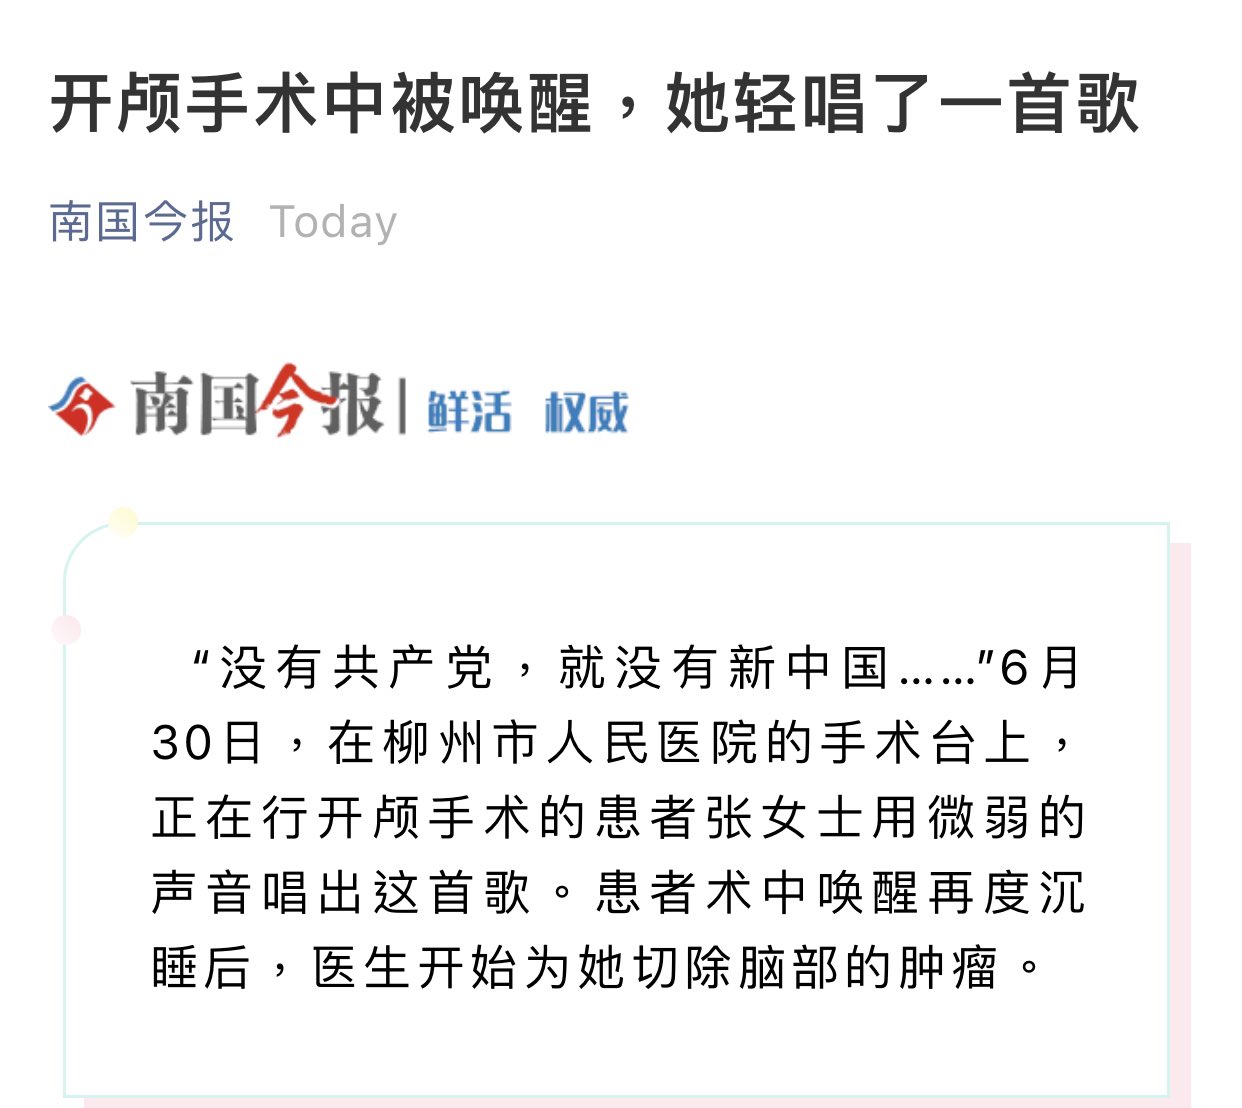 开颅手术中被唤醒，她轻唱了一首歌
南国今报 Today
南国今报 | 鲜活 权威
“没有共产党，就没有新中国……”6月
30日，在柳州市人民医院的手术台上，
正在行开颅手术的患者张女士用微弱的
声音唱出这首歌。患者术中唤醒再度沉
睡后，医生开始为她切除脑部的肿瘤。